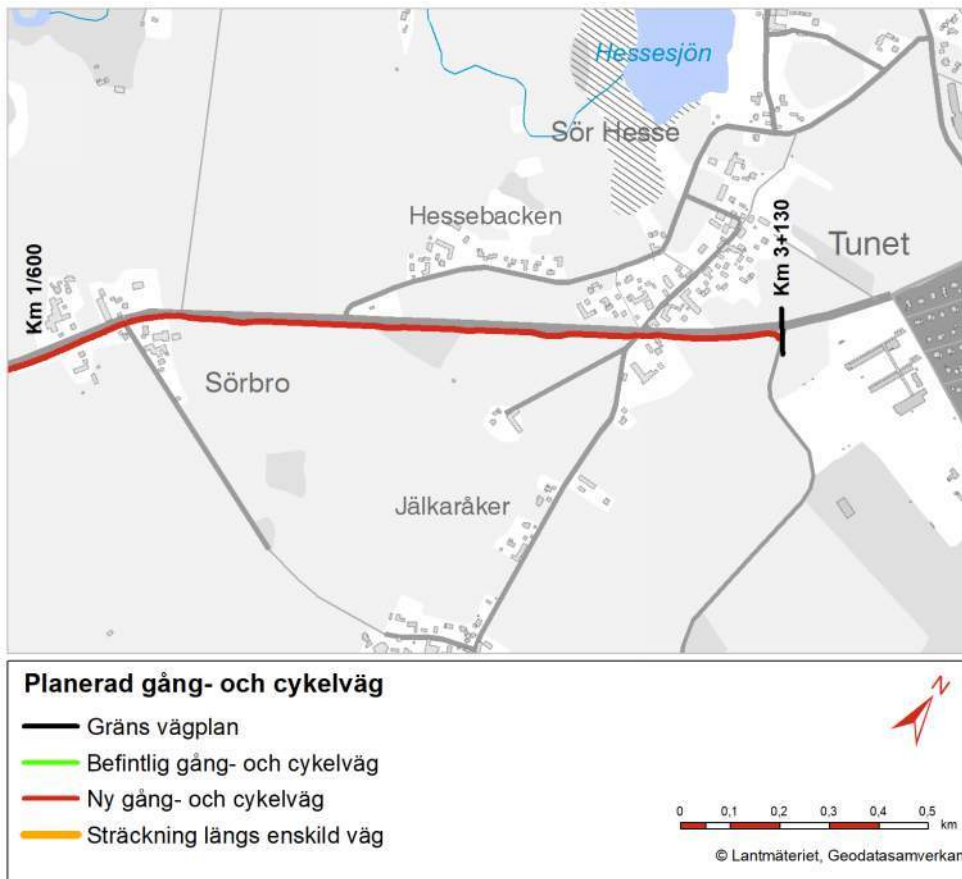 Hessesjön
Sör Hesse
Hessebacken
Km 1/600
Km 3+130
Tunet
Sörbro
Jälkaråker
Planerad gång- och cykelväg
Gräns vägplan
Befintlig gång- och cykelväg
Ny gång- och cykelväg
Sträckning längs enskild väg
N
0 0,1 0,2 0,3 0,4 0,5
km
© Lantmäteriet, Geodatasamverkan